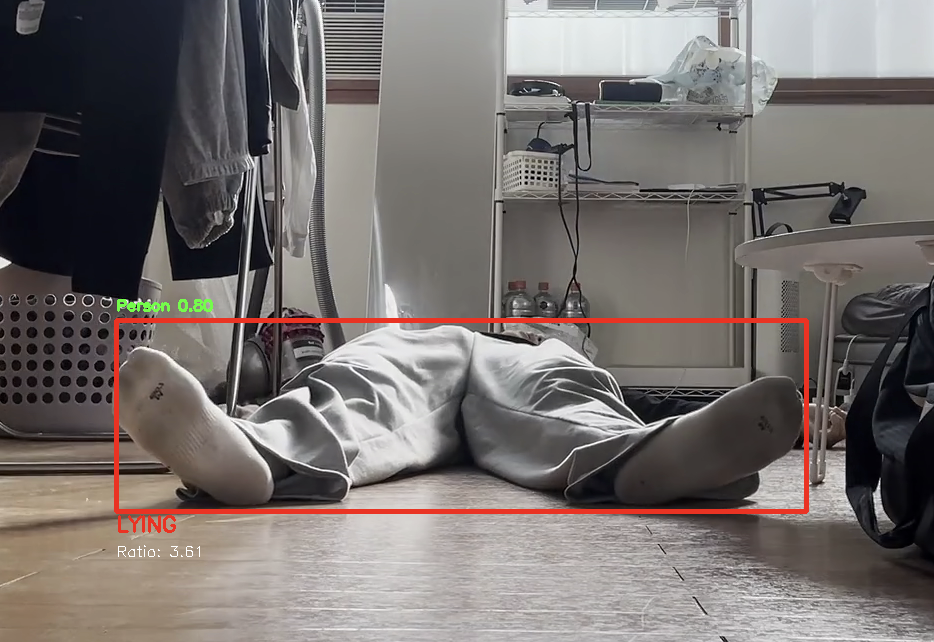 Person 0.80
LYING
Ratio: 3.61